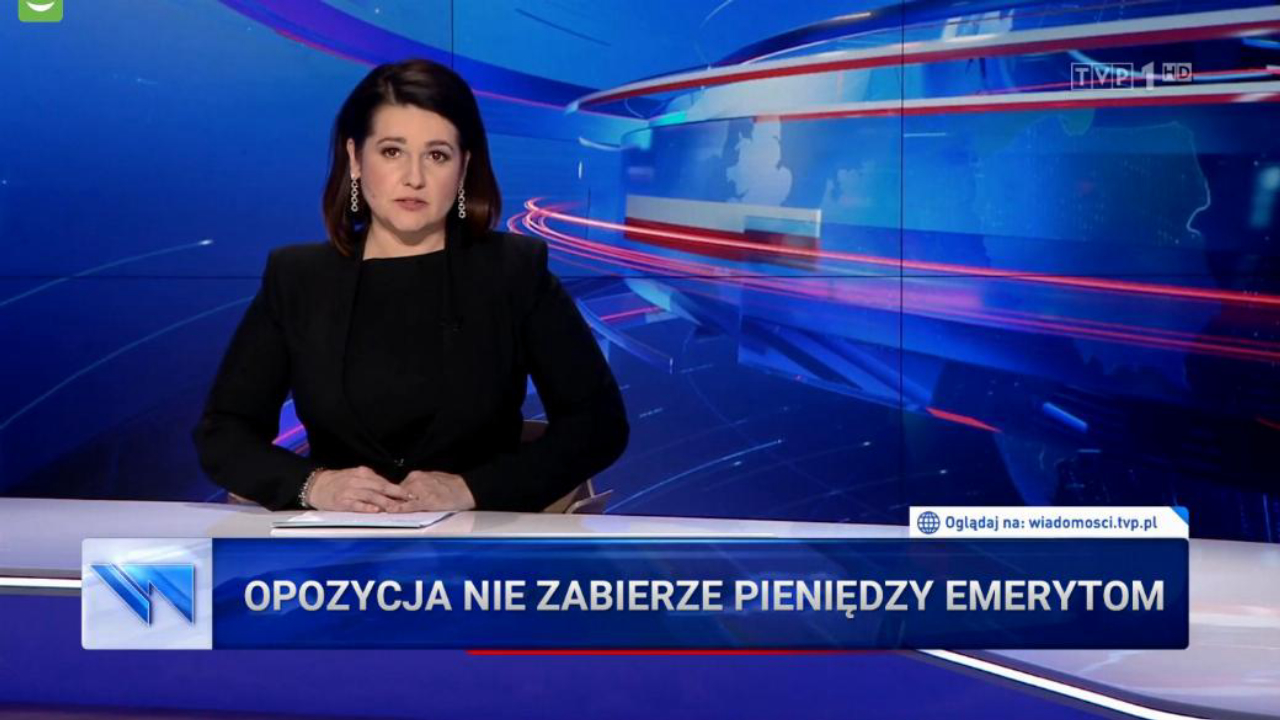 TVP1 HD
Oglądaj na: wiadomosci.tvp.pl
OPOZYCJA NIE ZABIERZE PIENIĘDZY EMERYTOM